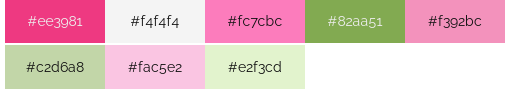 #ee3981 #f4f4f4 #fc7cbc #82aa51 #f392bc
#c2d6a8 #fac5e2 #e2f3cd